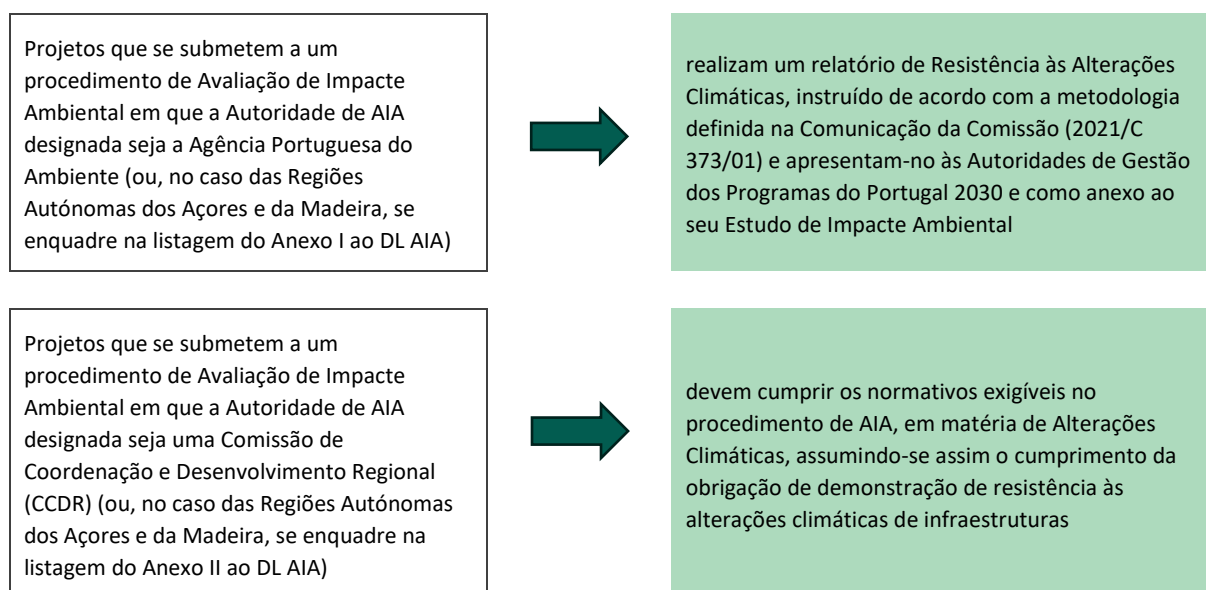 Projetos que se submetem a um
procedimento de Avaliação de Impacte
Ambiental em que a Autoridade de AIA
designada seja a Agência Portuguesa do
Ambiente (ou, no caso das Regiões
Autónomas dos Açores e da Madeira, se
enquadre na listagem do Anexo I ao DL AIA)
realizam um relatório de Resistência às Alterações
Climáticas, instruído de acordo com a metodologia
definida na Comunicação da Comissão (2021/C
373/01) e apresentam-no às Autoridades de Gestão
dos Programas do Portugal 2030 e como anexo ao
seu Estudo de Impacte Ambiental
Projetos que se submetem a um
procedimento de Avaliação de Impacte
Ambiental em que a Autoridade de AIA
designada seja uma Comissão de
Coordenação e Desenvolvimento Regional
(CCDR) (ou, no caso das Regiões Autónomas
dos Açores e da Madeira, se enquadre na
listagem do Anexo II ao DL AIA)
devem cumprir os normativos exigíveis no
procedimento de AIA, em matéria de Alterações
Climáticas, assumindo-se assim o cumprimento da
obrigação de demonstração de resistência às
alterações climáticas de infraestruturas